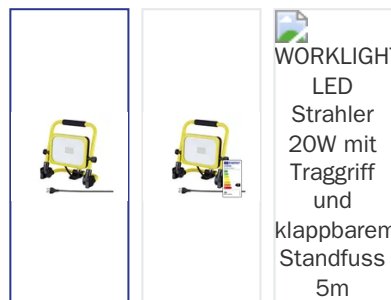 WORKLIGHT
LED
Strahler
20W mit
Traggriff
und
klappbarem
Standfuss
5m